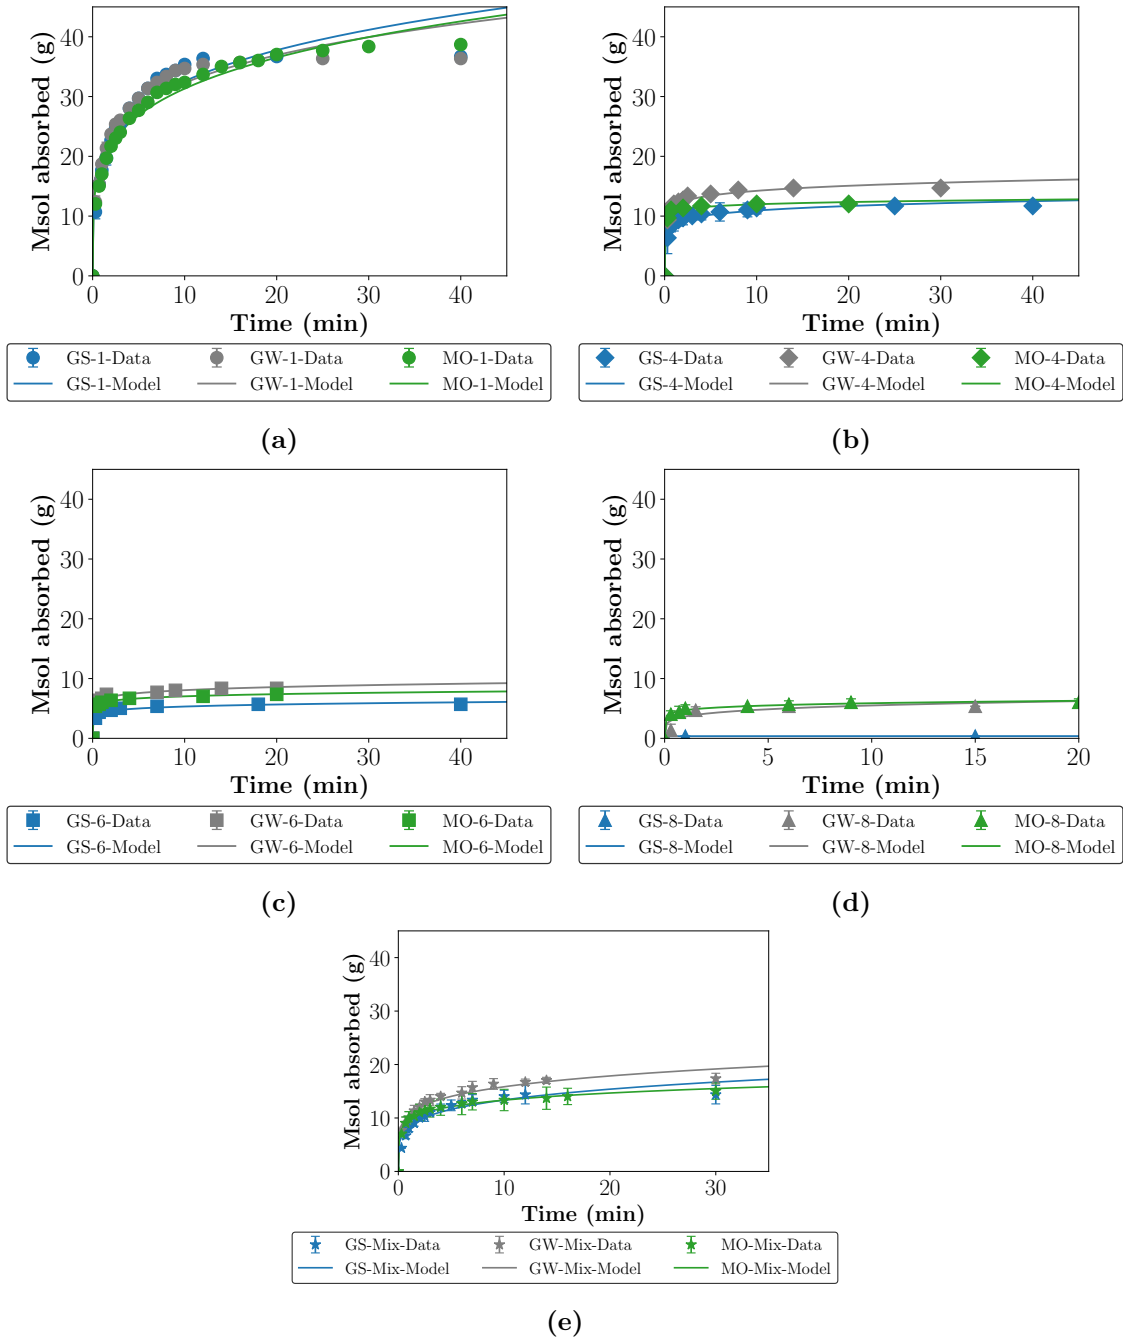 Msol absorbed (g)
40
30
20
10
0
0 10 20 30 40
Time (min)
GS-1-Data GW-1-Data MO-1-Data
GS-1-Model GW-1-Model MO-1-Model
(a)
Msol absorbed (g)
40
30
20
10
0
0 10 20 30 40
Time (min)
GS-4-Data GW-4-Data MO-4-Data
GS-4-Model GW-4-Model MO-4-Model
(b)
Msol absorbed (g)
40
30
20
10
0
0 10 20 30 40
Time (min)
GS-6-Data GW-6-Data MO-6-Data
GS-6-Model GW-6-Model MO-6-Model
(c)
Msol absorbed (g)
40
30
20
10
0
0 5 10 15 20
Time (min)
GS-8-Data GW-8-Data MO-8-Data
GS-8-Model GW-8-Model MO-8-Model
(d)
Msol absorbed (g)
40
30
20
10
0
0 10 20 30
Time (min)
GS-Mix-Data GW-Mix-Data MO-Mix-Data
GS-Mix-Model GW-Mix-Model MO-Mix-Model
(e)